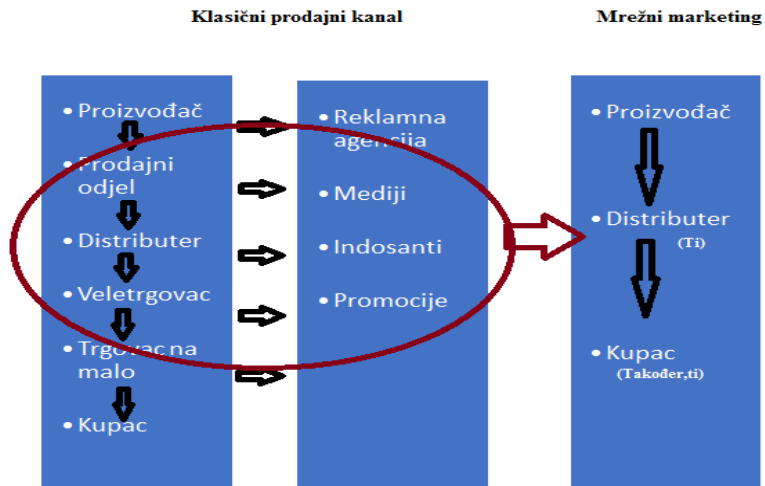 Klasični prodajni kanal
Mrežni marketing
• Proizvođač
• Prodajni
odjel
• Distributer
• Veletrgovac
• Trgovac na
malo
• Kupac
• Reklamna
agencija
• Mediji
• Indosanti
• Promocije
• Proizvođač
• Distributer
(Ti)
• Kupac
(Također,ti)